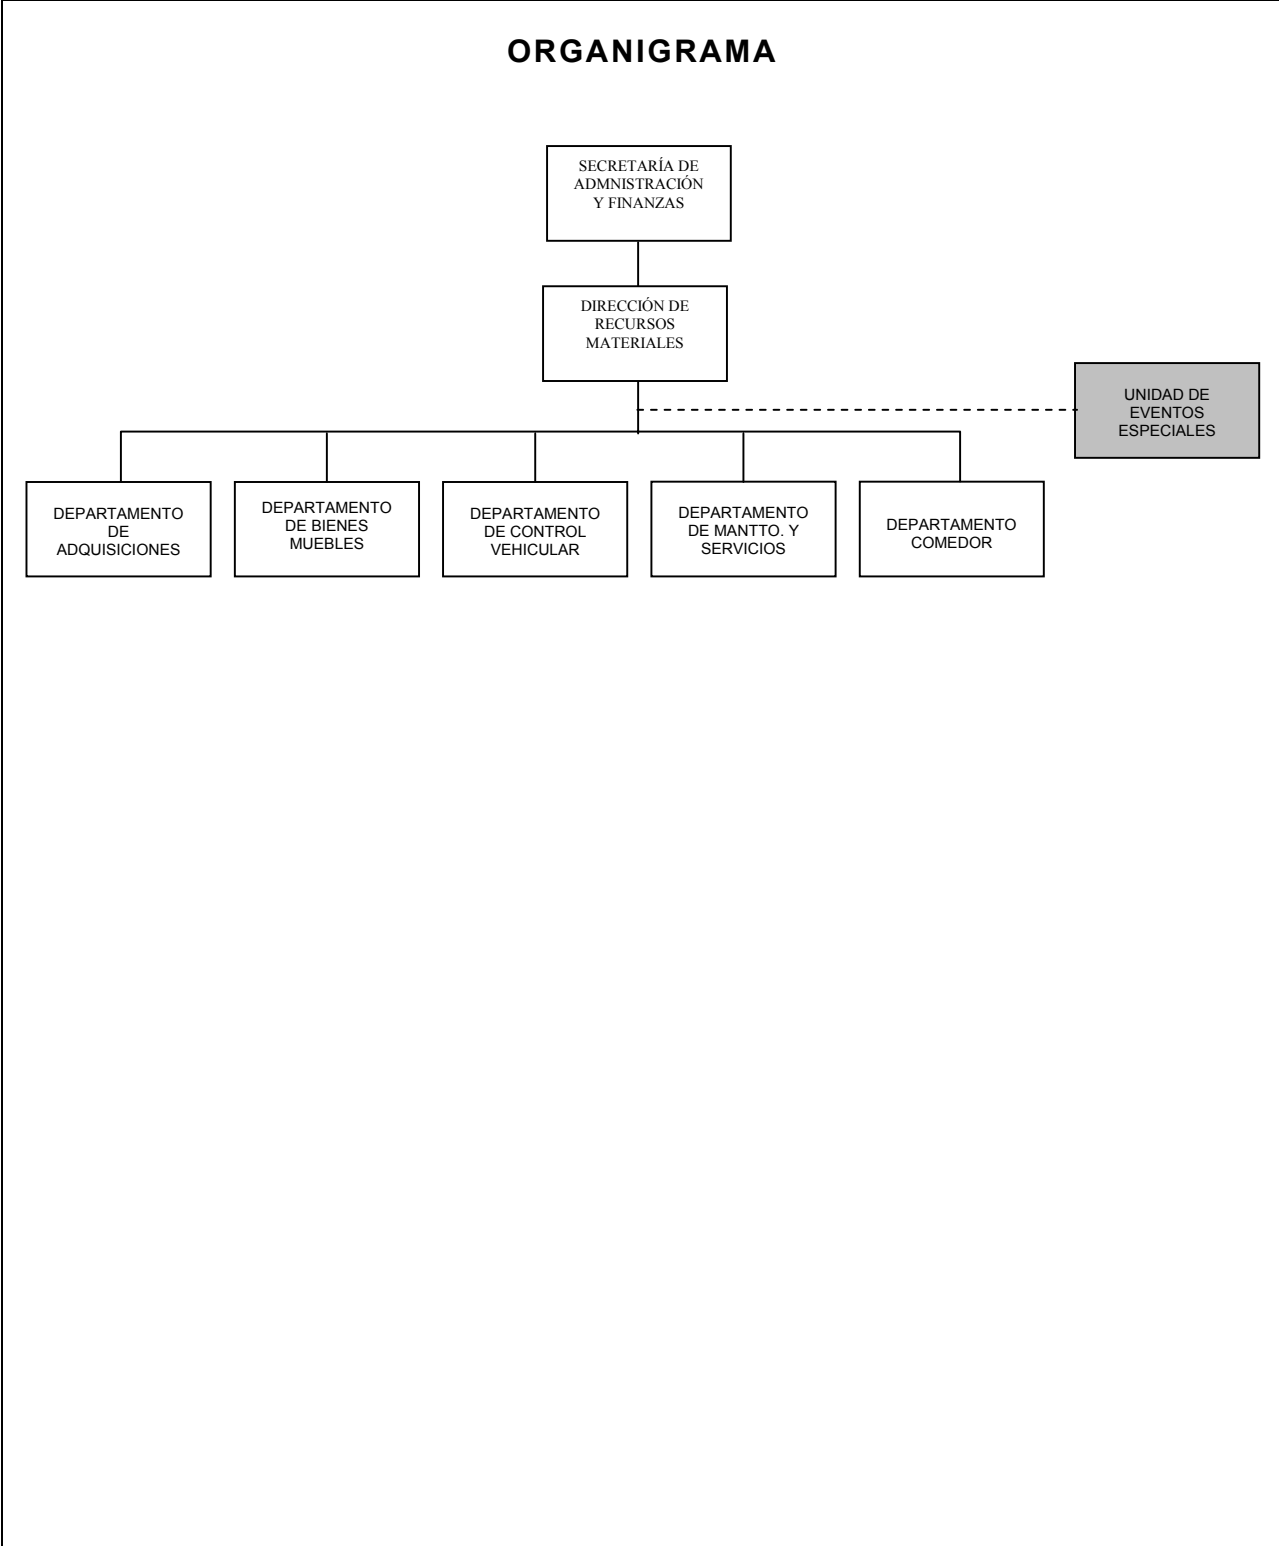 ORGANIGRAMA
SECRETARÍA DE
ADMNISTRACIÓN
Y FINANZAS
DIRECCIÓN DE
RECURSOS
MATERIALES
UNIDAD DE
EVENTOS
ESPECIALES
DEPARTAMENTO
DE
ADQUISICIONES
DEPARTAMENTO
DE BIENES
MUEBLES
DEPARTAMENTO
DE CONTROL
VEHICULAR
DEPARTAMENTO
DE MANTTO. Y
SERVICIOS
DEPARTAMENTO
COMEDOR